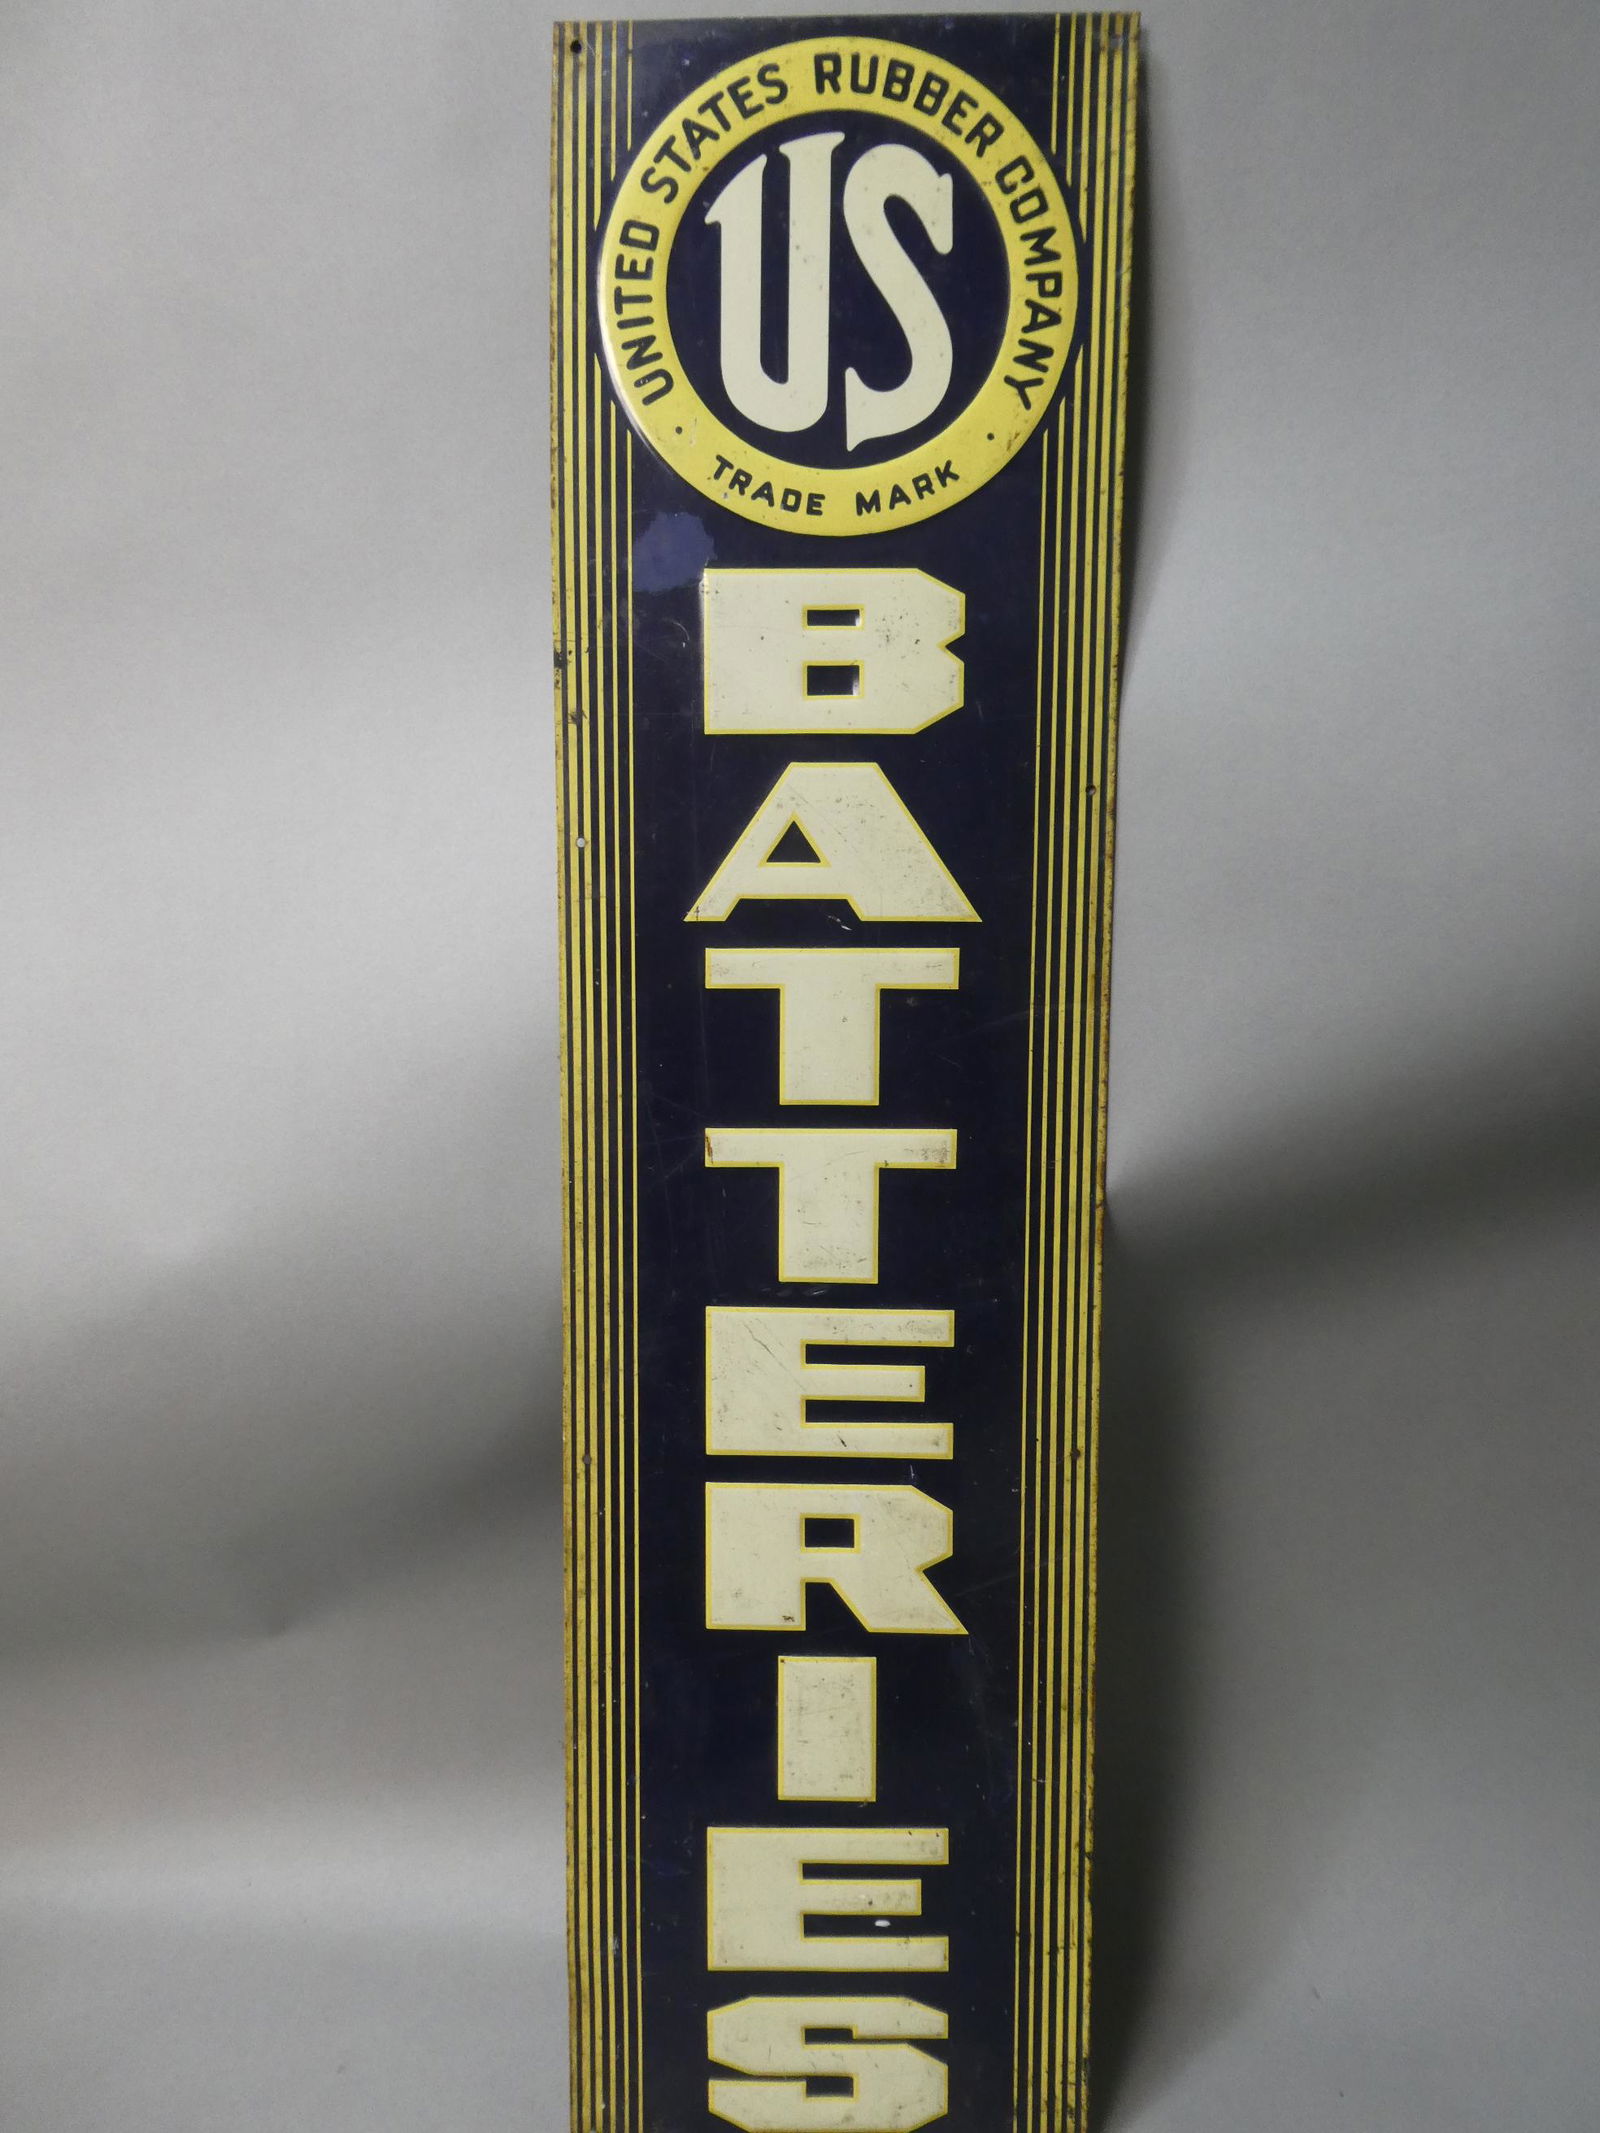 UNITED STATES RUBBER COMPANY
US
· TRADE MARK ·
BATTERIES